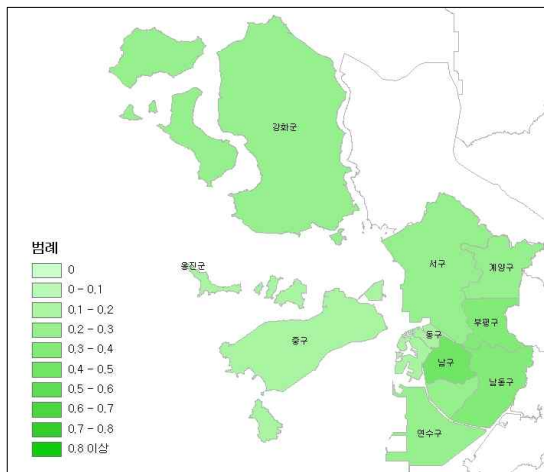 강화군
서구
계양구
옹진군
부평구
동구
중구
남구
남동구
연수구
범례
0
0 - 0.1
0.1 - 0.2
0.2 - 0.3
0.3 - 0.4
0.4 - 0.5
0.5 - 0.6
0.6 - 0.7
0.7 - 0.8
0.8 이상